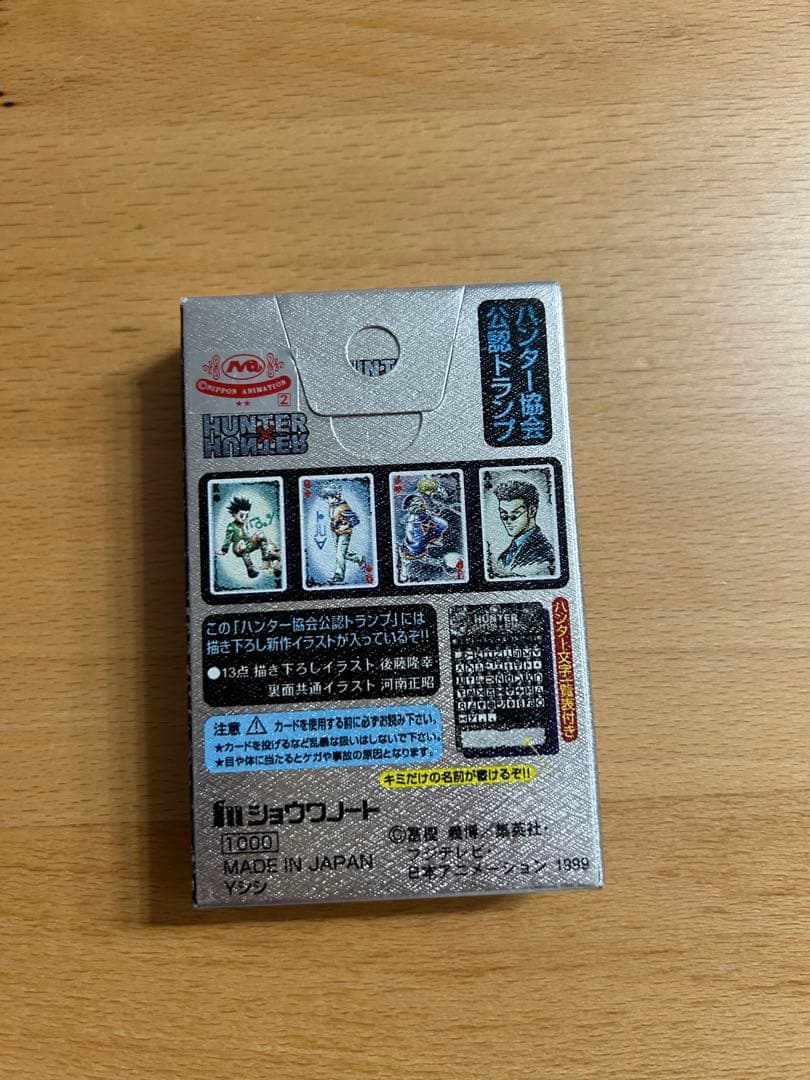 ハンター協会
公認トランプ
©NIPPON ANIMATION
★★ 2
HUNT
HUNTER
×
HUNTER
この「ハンター協会公認トランプ」には
描き下ろし新作イラストが入っているぞ!!
●13点 描き下ろしイラスト 後藤隆幸
裏面共通イラスト 河南正昭
HUNTER
ハンター文字一覧表付き
注意 ⚠ カードを使用する前に必ずお読み下さい。
★カードを投げるなど乱暴な扱いはしないで下さい。
★目や体に当たるとケガや事故の原因となります。
キミだけの名前が書けるぞ!!
ショウワノート
1000
MADE IN JAPAN
Yシシ
©冨樫 義博/集英社・
フジテレビ・
日本アニメーション 1999